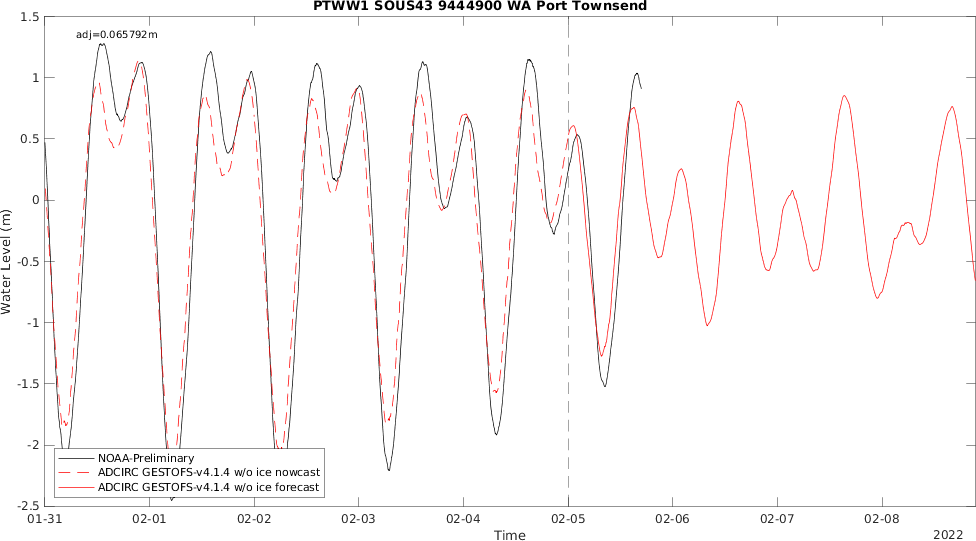 PTWW1 SOUS43 9444900 WA Port Townsend
adj=0.065792m
1.5
1
0.5
0
-0.5
-1
-1.5
-2
-2.5
Water Level (m)
NOAA-Preliminary
ADCIRC GESTOFS-v4.1.4 w/o ice nowcast
ADCIRC GESTOFS-v4.1.4 w/o ice forecast
01-31 02-01 02-02 02-03 02-04 02-05 02-06 02-07 02-08
Time
2022